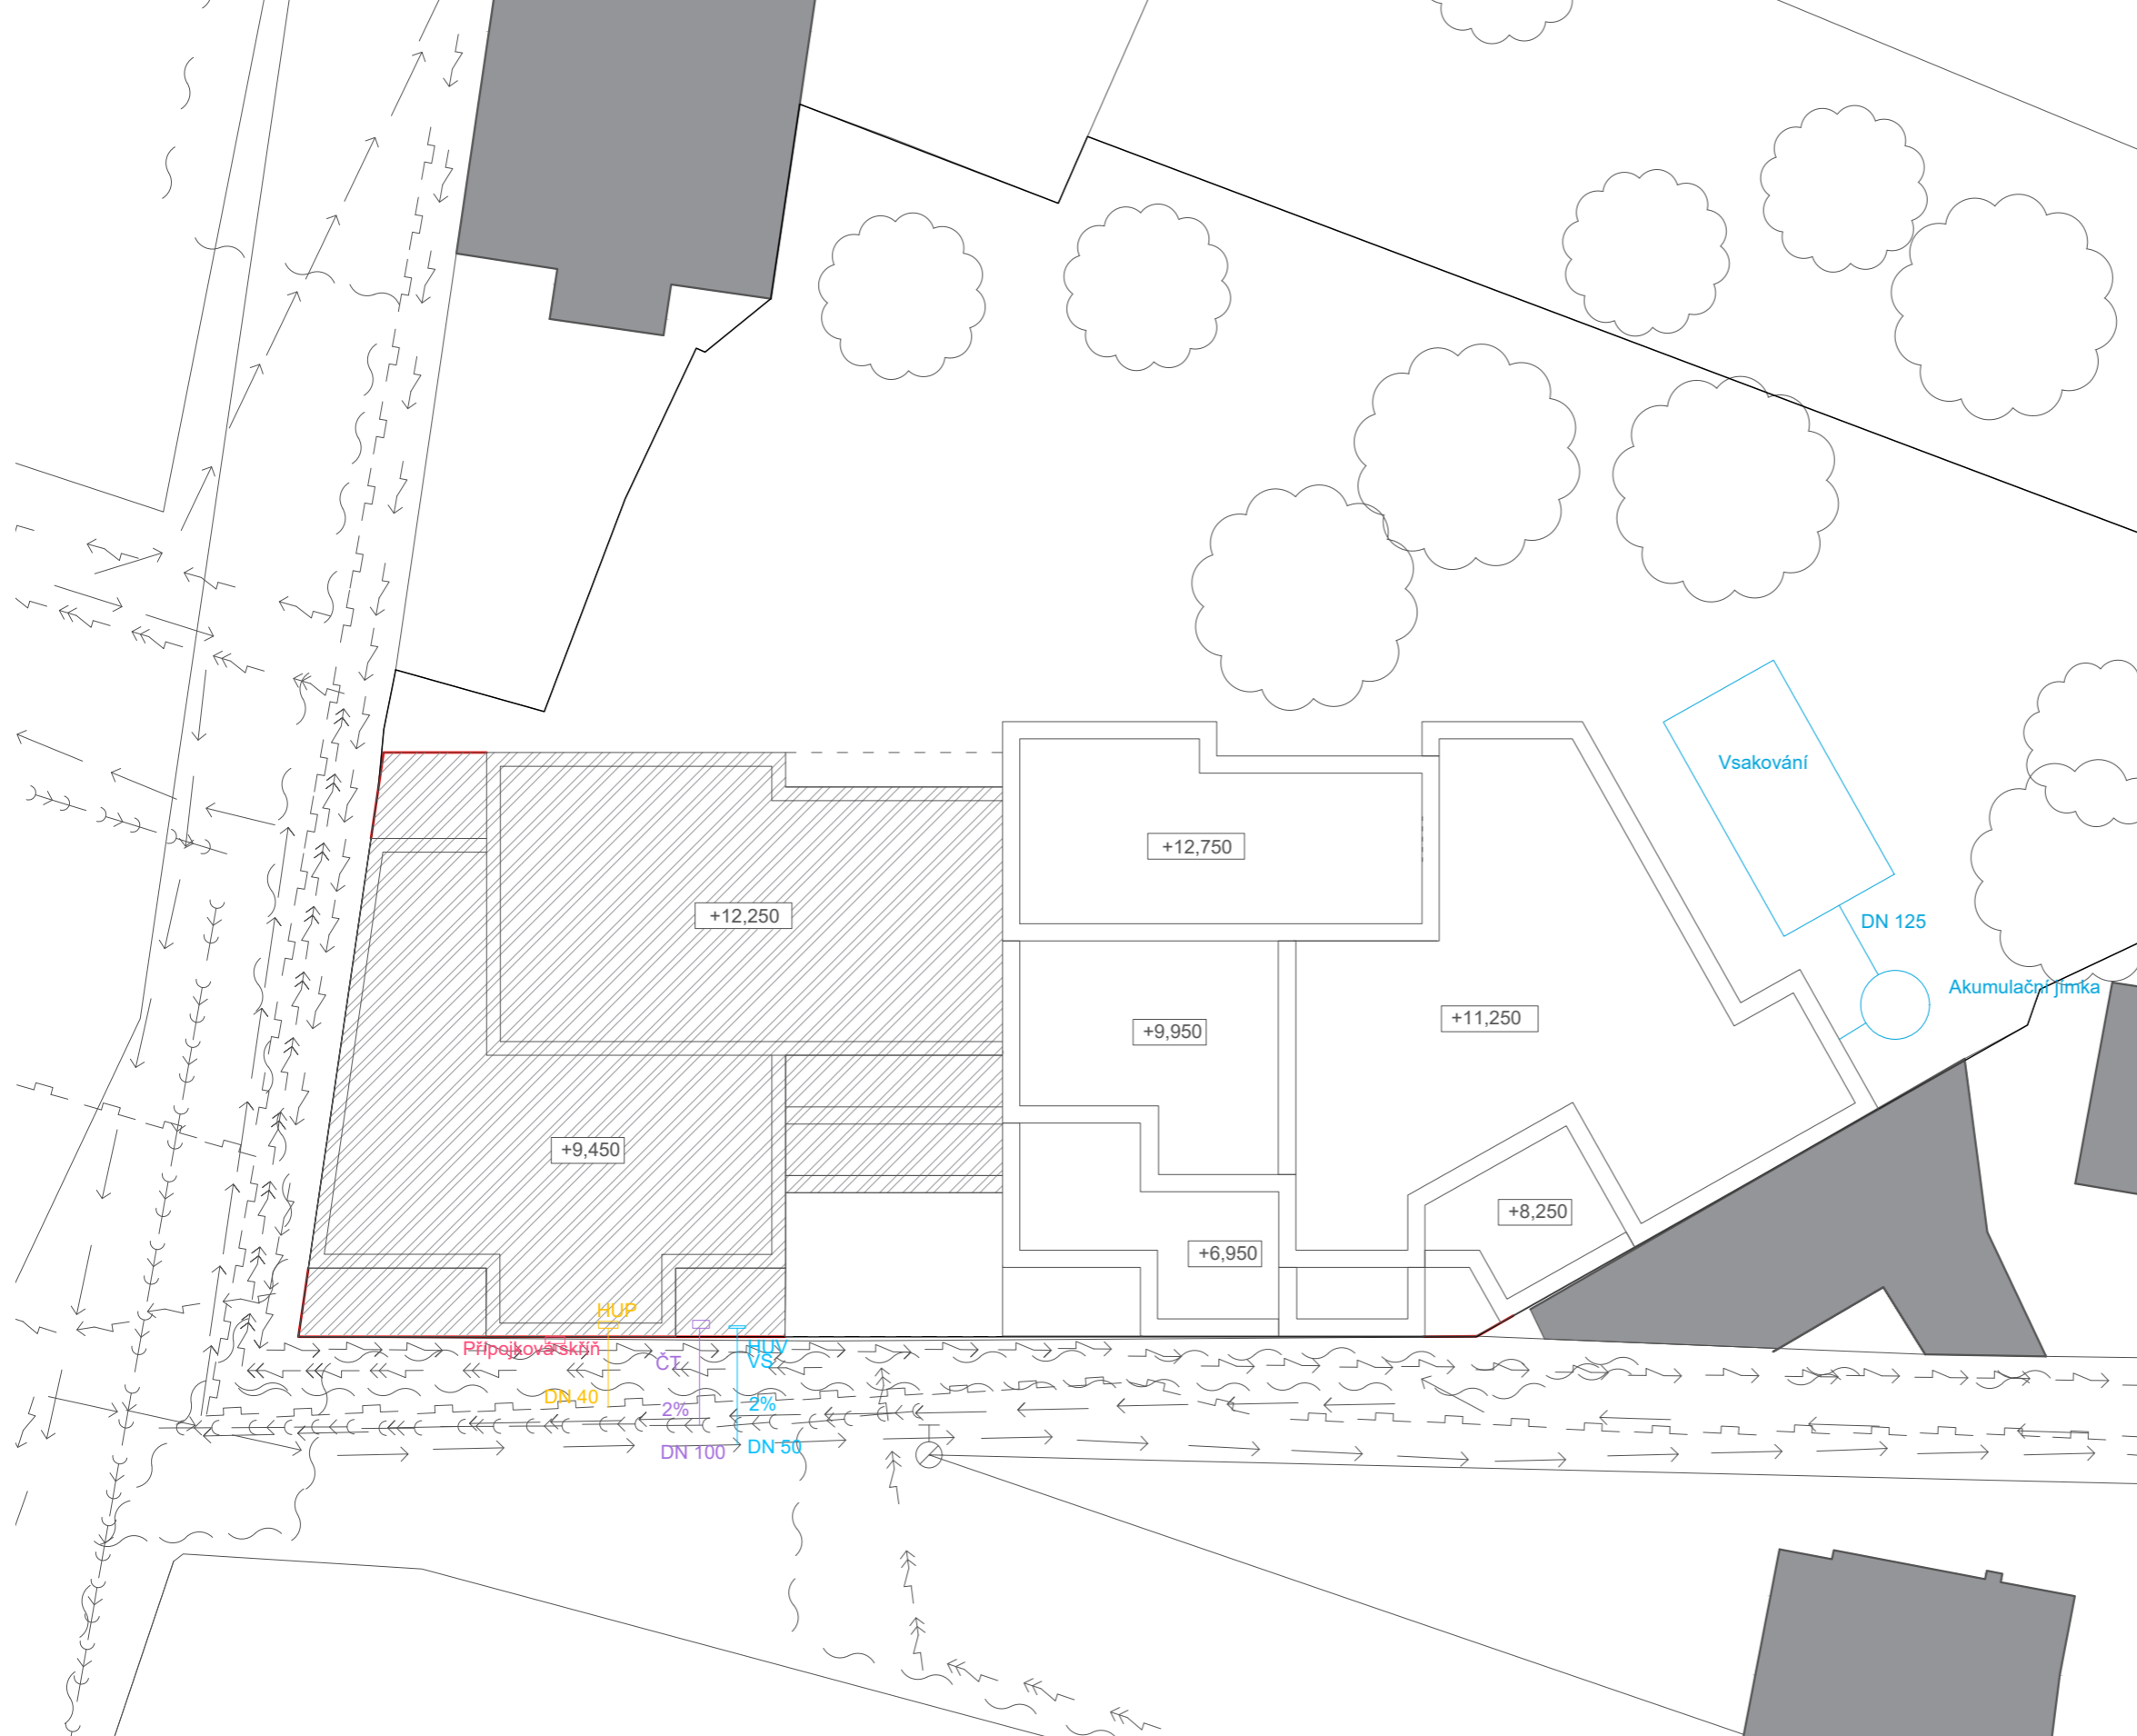 Vsakování
+12,750
+12,250
DN 125
Akumulační jímka
+11,250
+9,950
+9,450
+8,250
+6,950
HUP
Přípojková skříň
HUV
VŠ
ČT
DN 40
2%
2%
DN 100
DN 50